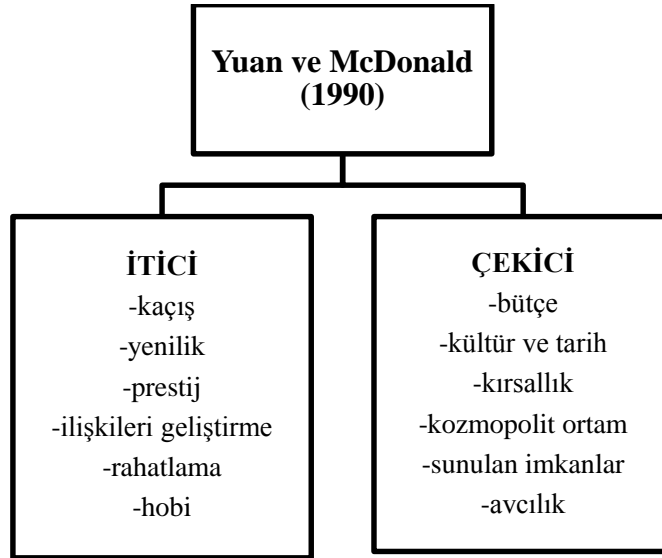 Yuan ve McDonald
(1990)
İTİCİ
-kaçış
-yenilik
-prestij
-ilişkileri geliştirme
-rahatlama
-hobi
ÇEKİCİ
-bütçe
-kültür ve tarih
-kırsallık
-kozmopolit ortam
-sunulan imkanlar
-avcılık